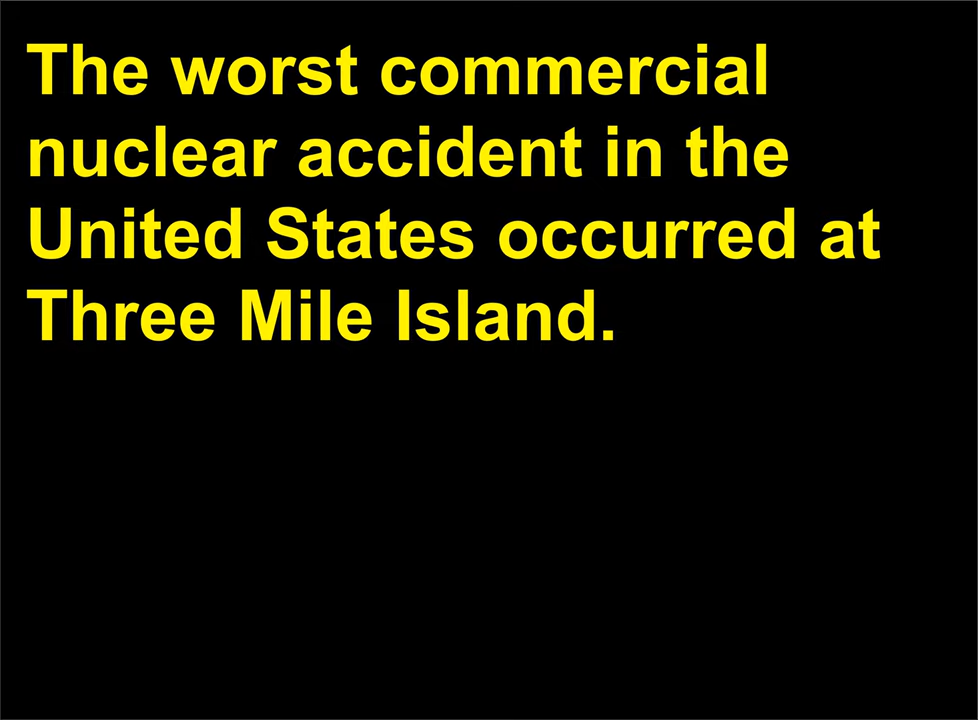 The worst commercial
nuclear accident in the
United States occurred at
Three Mile Island.